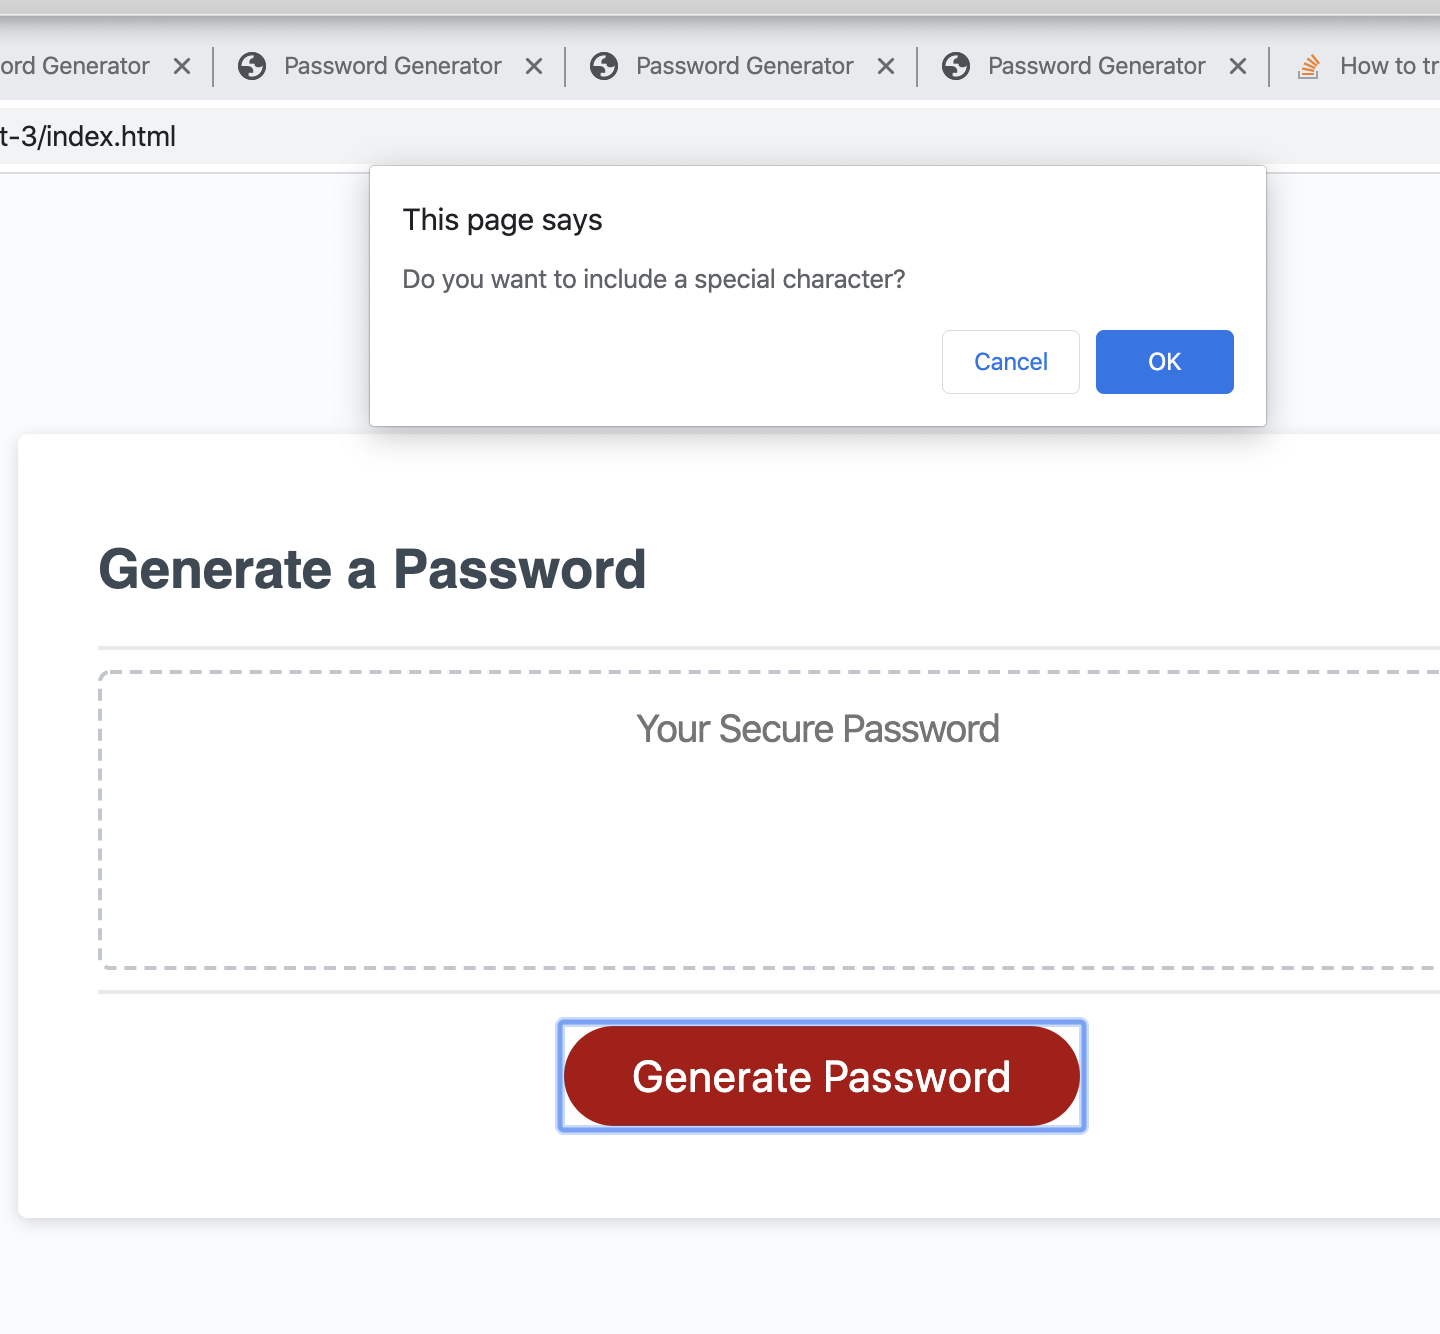 ord Generator
Password Generator
Password Generator
Password Generator
How to tr
t-3/index.html
This page says
Do you want to include a special character?
Cancel
OK
Generate a Password
Your Secure Password
Generate Password